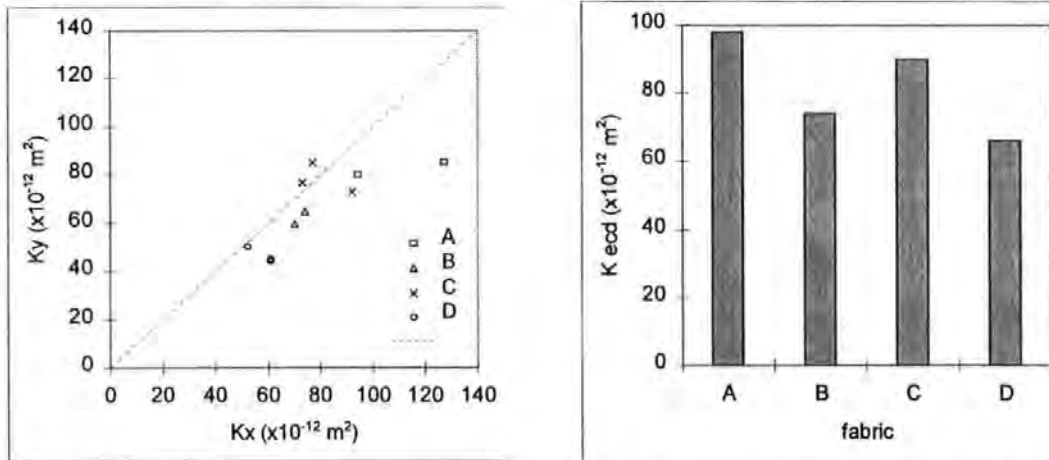 140
120
100
80
60
40
20
0
Ky (x10⁻¹² m²)
A
B
C
D
0 20 40 60 80 100 120 140
Kx (x10⁻¹² m²)
100
80
60
40
20
0
K ecd (x10⁻¹² m²)
A B C D
fabric